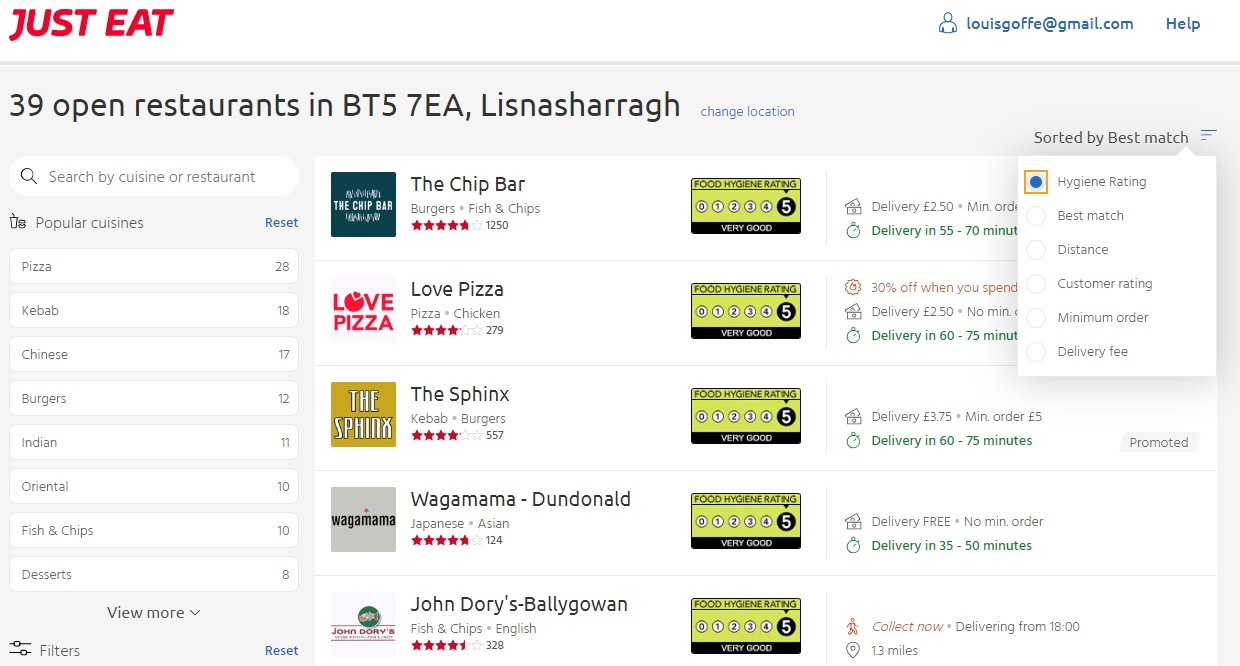 JUST EAT
louisgoffe@gmail.com
Help
39 open restaurants in BT5 7EA, Lisnasharragh
change location
Sorted by Best match
Hygiene Rating
Best match
Distance
Customer rating
Minimum order
Delivery fee
Search by cuisine or restaurant
Popular cuisines
Reset
Pizza 28
Kebab 18
Chinese 17
Burgers 12
Indian 11
Oriental 10
Fish & Chips 10
Desserts 8
View more
Filters
Reset
THE CHIP BAR
The Chip Bar
Burgers • Fish & Chips
1250
FOOD HYGIENE RATING
0 1 2 3 4 5
VERY GOOD
Delivery £2.50 • Min. orde
Delivery in 55 - 70 minut
LOVE
PIZZA
Love Pizza
Pizza • Chicken
279
FOOD HYGIENE RATING
0 1 2 3 4 5
VERY GOOD
30% off when you spend
Delivery £2.50 • No min. o
Delivery in 60 - 75 minut
THE
SPHINX
The Sphinx
Kebab • Burgers
557
FOOD HYGIENE RATING
0 1 2 3 4 5
VERY GOOD
Delivery £3.75 • Min. order £5
Delivery in 60 - 75 minutes
Promoted
wagamama
Wagamama - Dundonald
Japanese • Asian
124
FOOD HYGIENE RATING
0 1 2 3 4 5
VERY GOOD
Delivery FREE • No min. order
Delivery in 35 - 50 minutes
JOHN DORY'S
John Dory's-Ballygowan
Fish & Chips • English
328
FOOD HYGIENE RATING
0 1 2 3 4 5
VERY GOOD
Collect now • Delivering from 18:00
1.3 miles